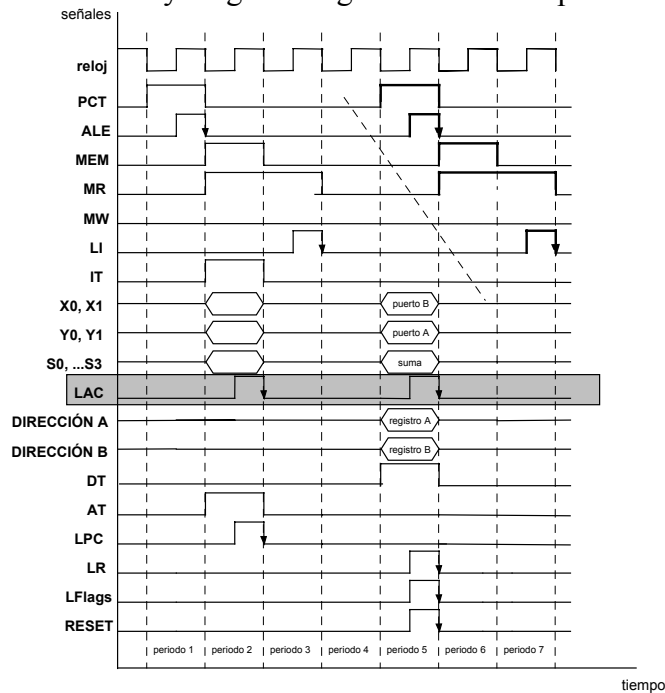 señales
reloj
PCT
ALE
MEM
MR
MW
LI
IT
X0, X1
puerto B
Y0, Y1
puerto A
S0, ...S3
suma
LAC
DIRECCIÓN A
registro A
DIRECCIÓN B
registro B
DT
AT
LPC
LR
LFlags
RESET
periodo 1 periodo 2 periodo 3 periodo 4 periodo 5 periodo 6 periodo 7
tiempo